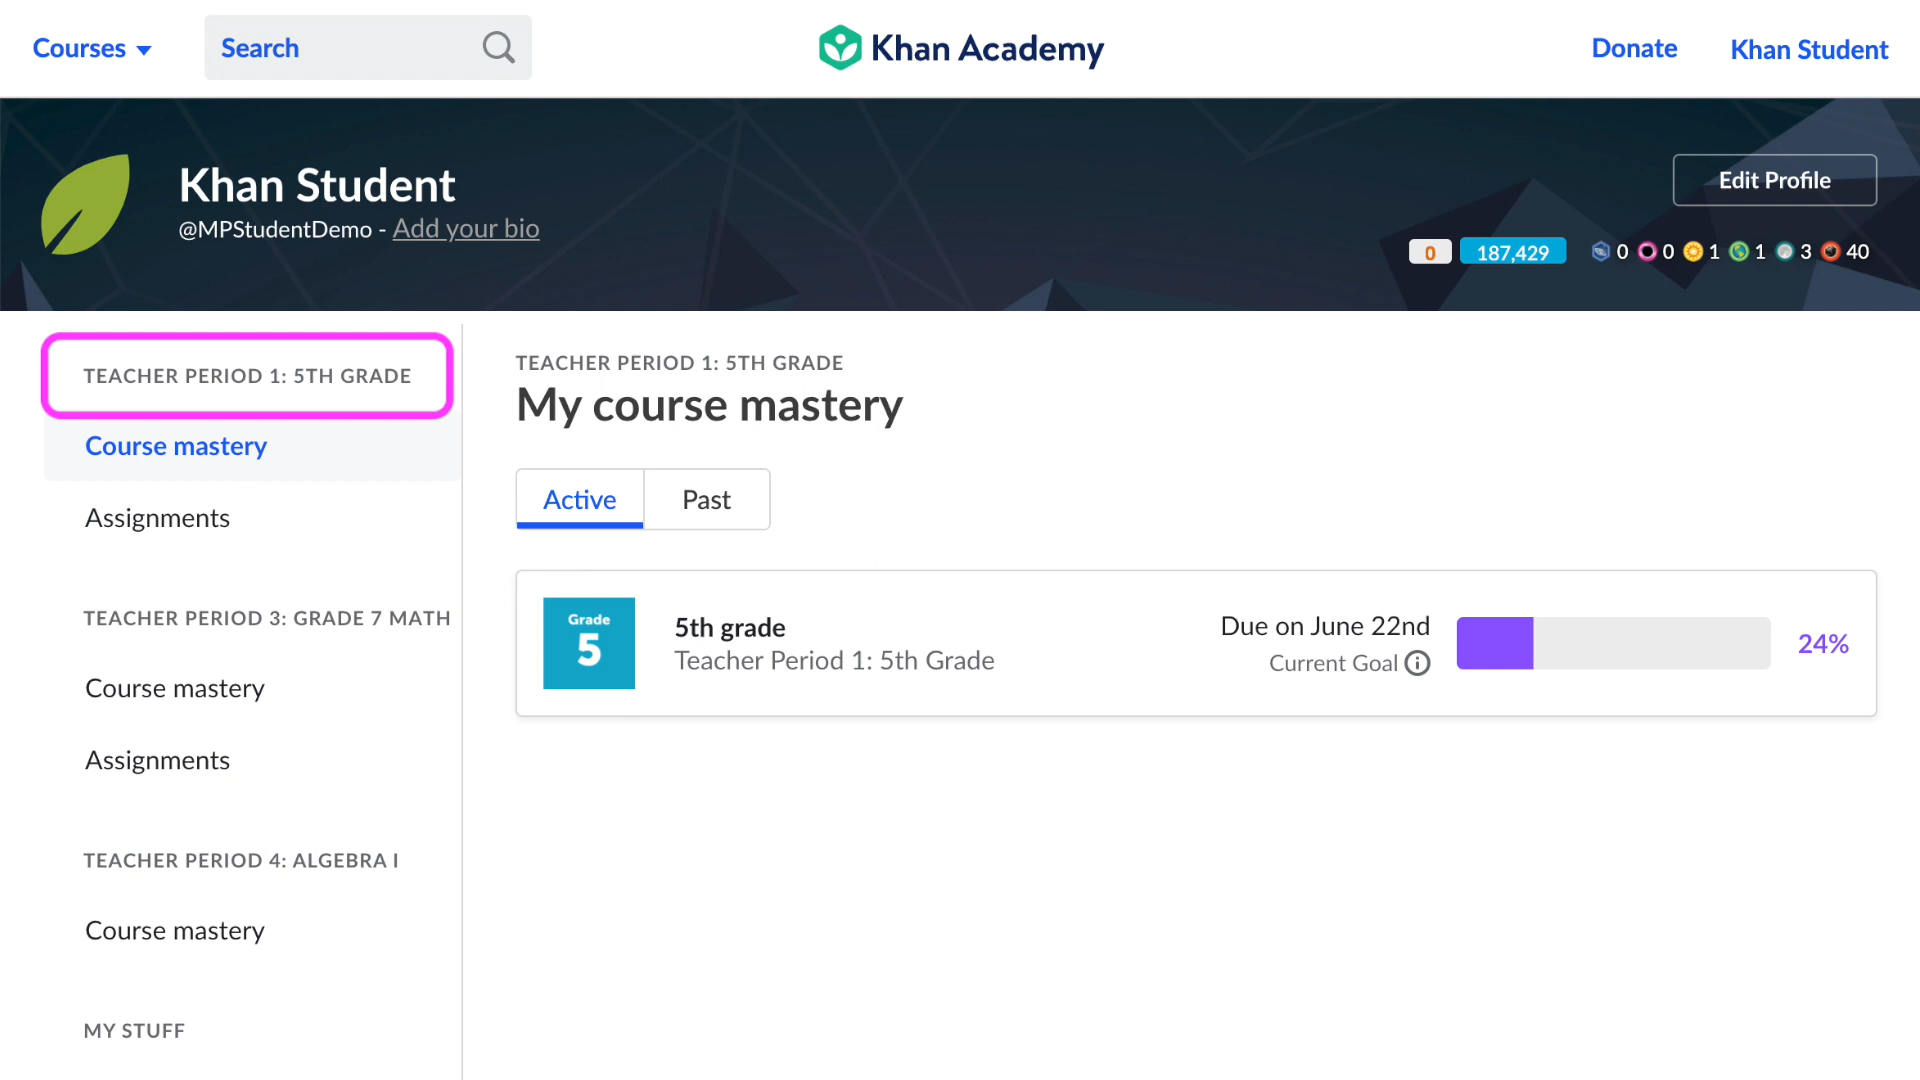 Courses
Search
Khan Academy
Donate
Khan Student
Khan Student
@MPStudentDemo - Add your bio
Edit Profile
0 187,429 0 0 1 1 3 40
TEACHER PERIOD 1: 5TH GRADE
Course mastery
Assignments
TEACHER PERIOD 3: GRADE 7 MATH
Course mastery
Assignments
TEACHER PERIOD 4: ALGEBRA I
Course mastery
MY STUFF
TEACHER PERIOD 1: 5TH GRADE
My course mastery
Active
Past
Grade
5
5th grade
Teacher Period 1: 5th Grade
Due on June 22nd
Current Goal
24%